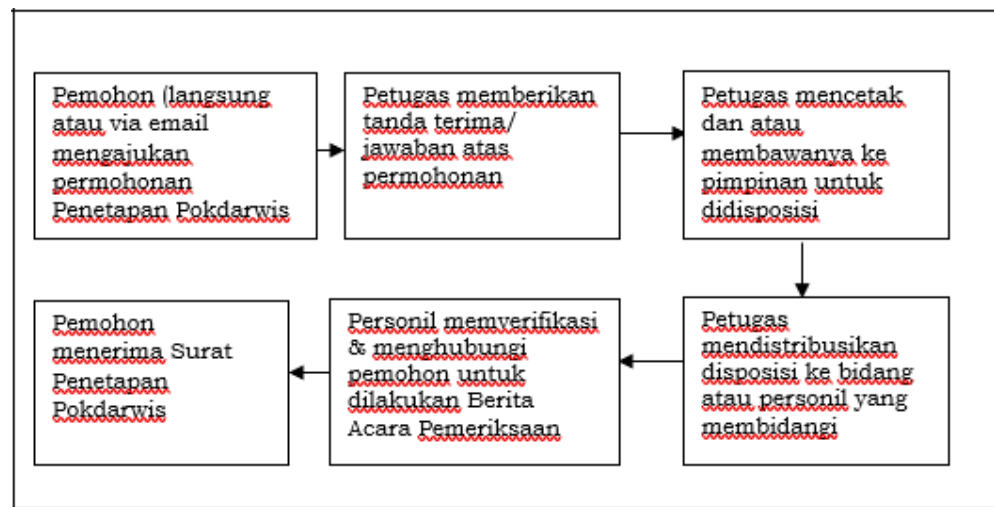 Pemohon (langsung
atau via email
mengajukan
permohonan
Penetapan Pokdarwis
Petugas memberikan
tanda terima/
jawaban atas
permohonan
Petugas mencetak
dan atau
membawanya ke
pimpinan untuk
didisposisi
Petugas
mendistribusikan
disposisi ke bidang
atau personil yang
membidangi
Personil memverifikasi
& menghubungi
pemohon untuk
dilakukan Berita
Acara Pemeriksaan
Pemohon
menerima Surat
Penetapan
Pokdarwis